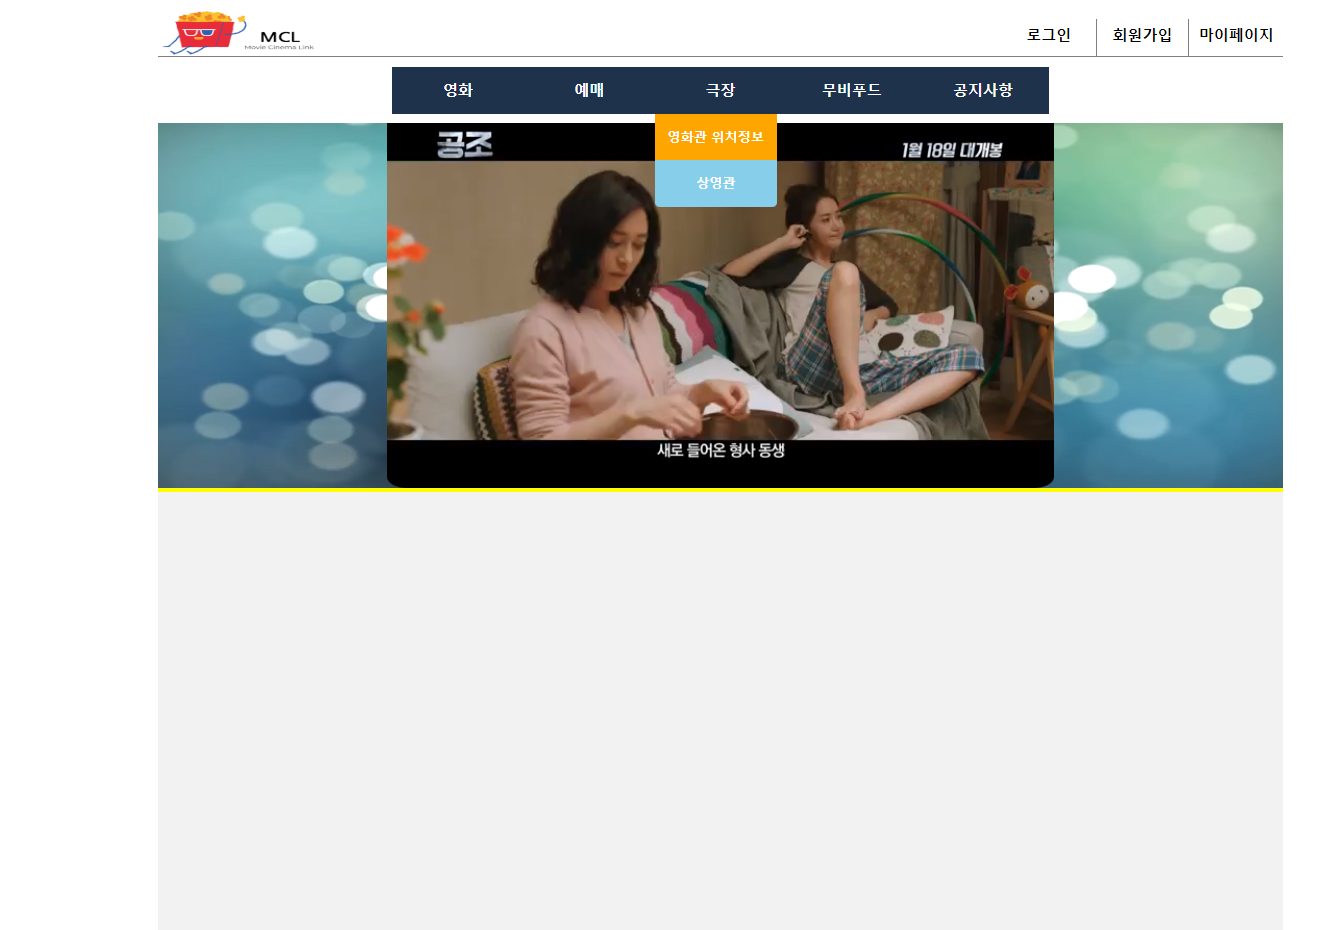 MCL
Movie Cinema Link
로그인
회원가입
마이페이지
영화
예매
극장
무비푸드
공지사항
영화관 위치정보
상영관
공조
1월 18일 대개봉
새로 들어온 형사 동생